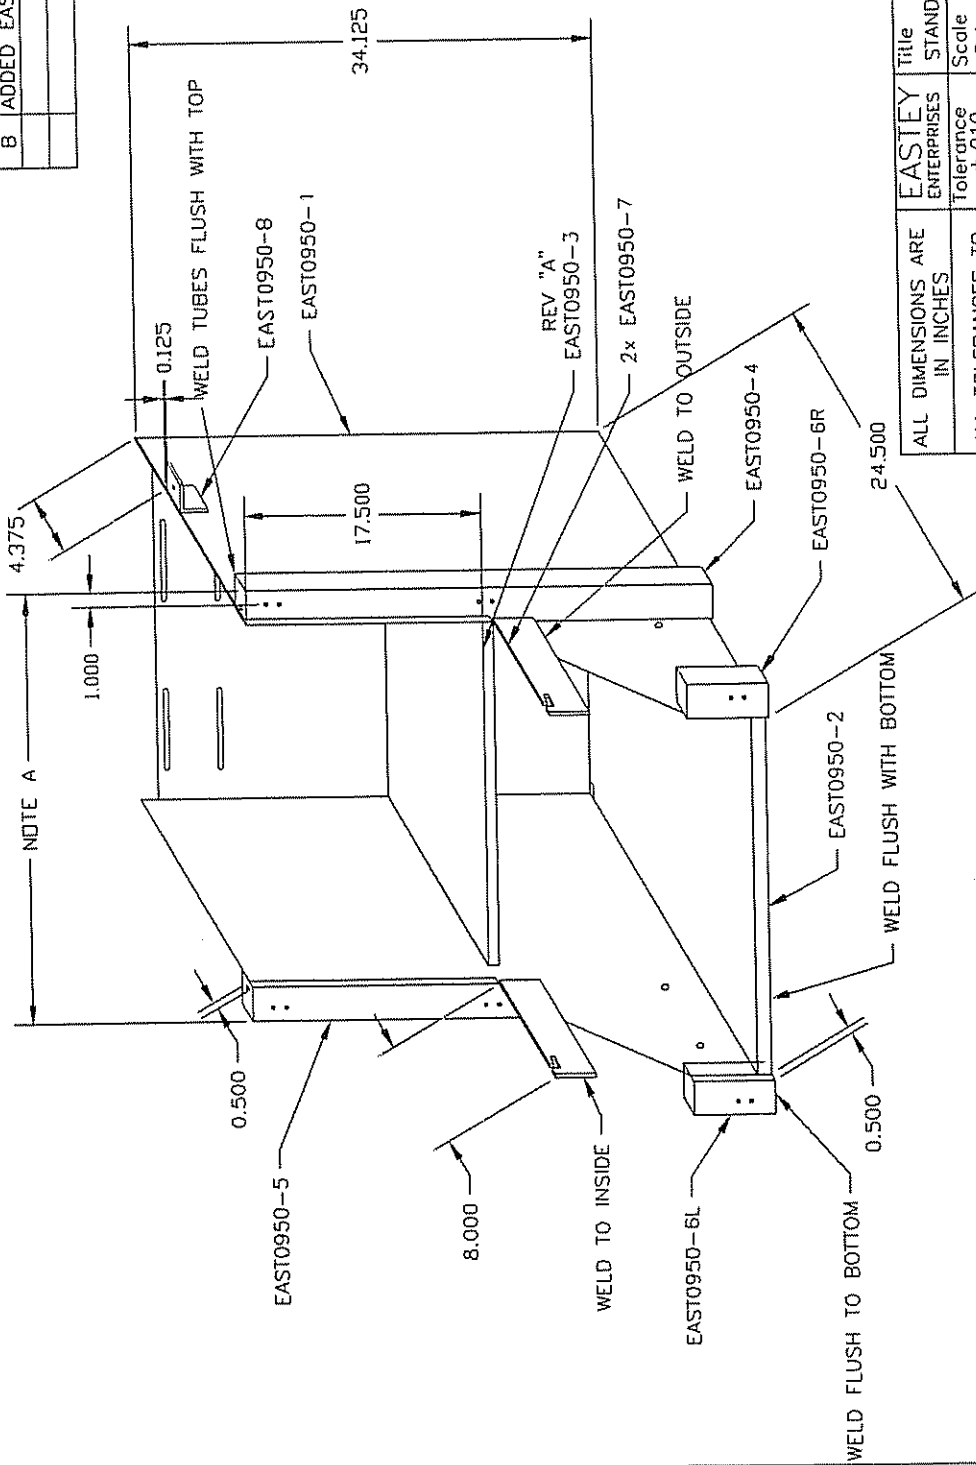 B ADDED EAS
34.125
WELD TUBES FLUSH WITH TOP
0.125
EAST0950-8
EAST0950-1
4.375
1.000
NOTE A
17.500
REV "A"
EAST0950-3
2x EAST0950-7
WELD TO OUTSIDE
EAST0950-4
EAST0950-6R
24.500
0.500
EAST0950-5
8.000
WELD TO INSIDE
EAST0950-2
WELD FLUSH WITH BOTTOM
0.500
EAST0950-6L
WELD FLUSH TO BOTTOM
ALL DIMENSIONS ARE
IN INCHES
EASTEY
ENTERPRISES
Title
STAND
Tolerance
Scale